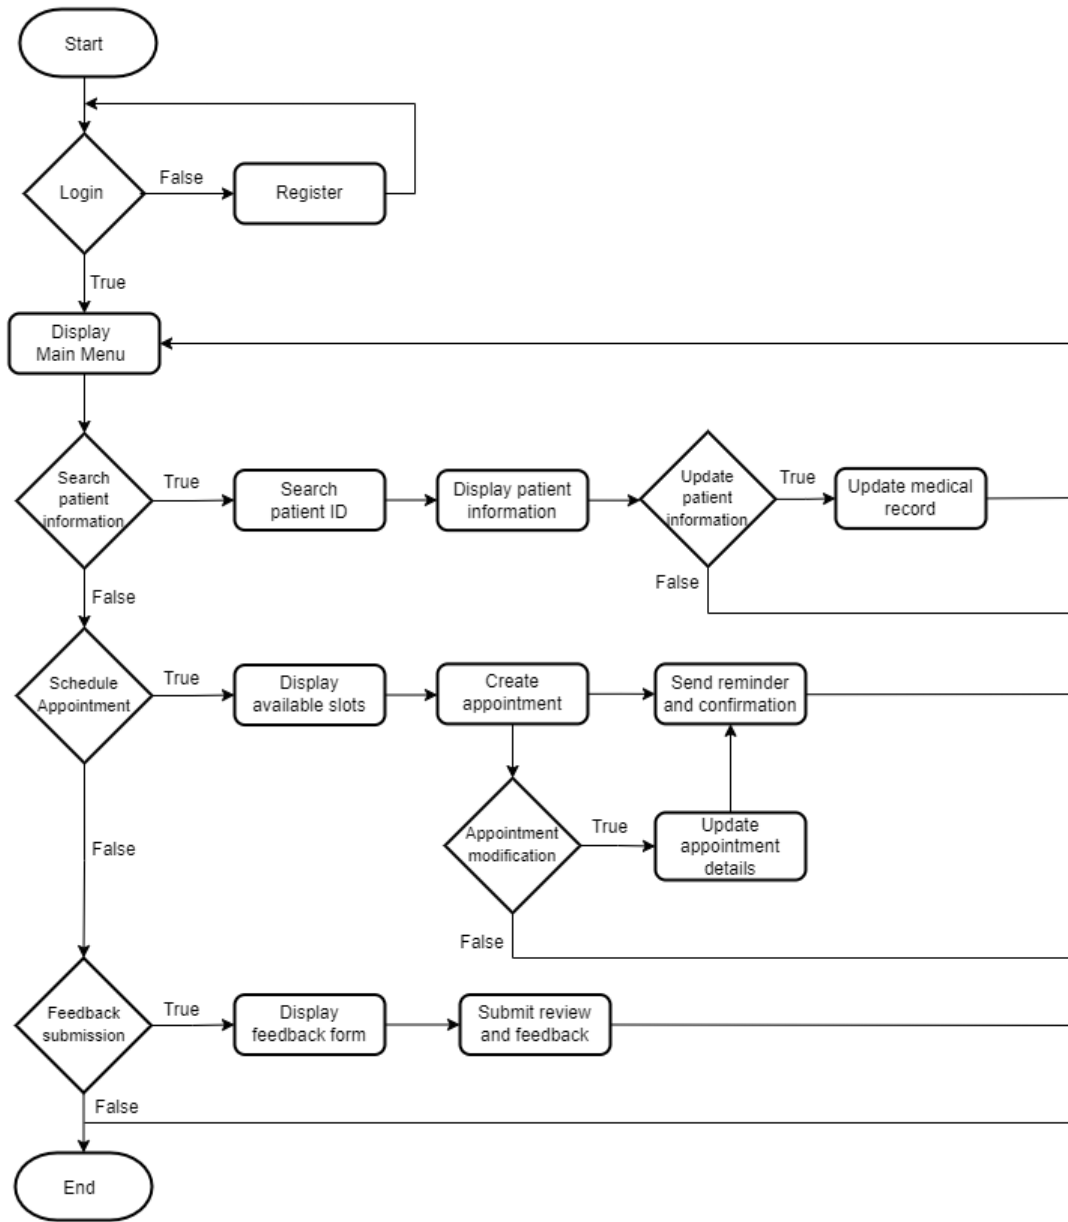 Start
Login
False
Register
True
Display
Main Menu
Search
patient
information
True
Search
patient ID
Display patient
information
Update
patient
information
True
Update medical
record
False
False
Schedule
Appointment
True
Display
available slots
Create
appointment
Send reminder
and confirmation
Appointment
modification
True
Update
appointment
details
False
False
Feedback
submission
True
Display
feedback form
Submit review
and feedback
False
End